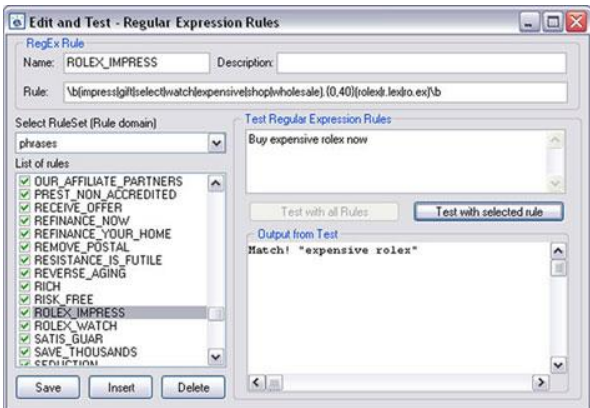 Edit and Test - Regular Expression Rules
RegEx Rule
Name: ROLEX_IMPRESS Description:
Rule: \b(impress|gift|select|watch|expensive|shop|wholesale).{0,40}(rolex|r.lex|ro.ex)\b
Select RuleSet (Rule domain)
phrases
List of rules
OUR_AFFILIATE_PARTNERS
PREST_NON_ACCREDITED
RECEIVE_OFFER
REFINANCE_NOW
REFINANCE_YOUR_HOME
REMOVE_POSTAL
RESISTANCE_IS_FUTILE
REVERSE_AGING
RICH
RISK_FREE
ROLEX_IMPRESS
ROLEX_WATCH
SATIS_GUAR
SAVE_THOUSANDS
SEDUCTION
Save Insert Delete
Test Regular Expression Rules
Buy expensive rolex now
Test with all Rules Test with selected rule
Output from Test
Match! "expensive rolex"